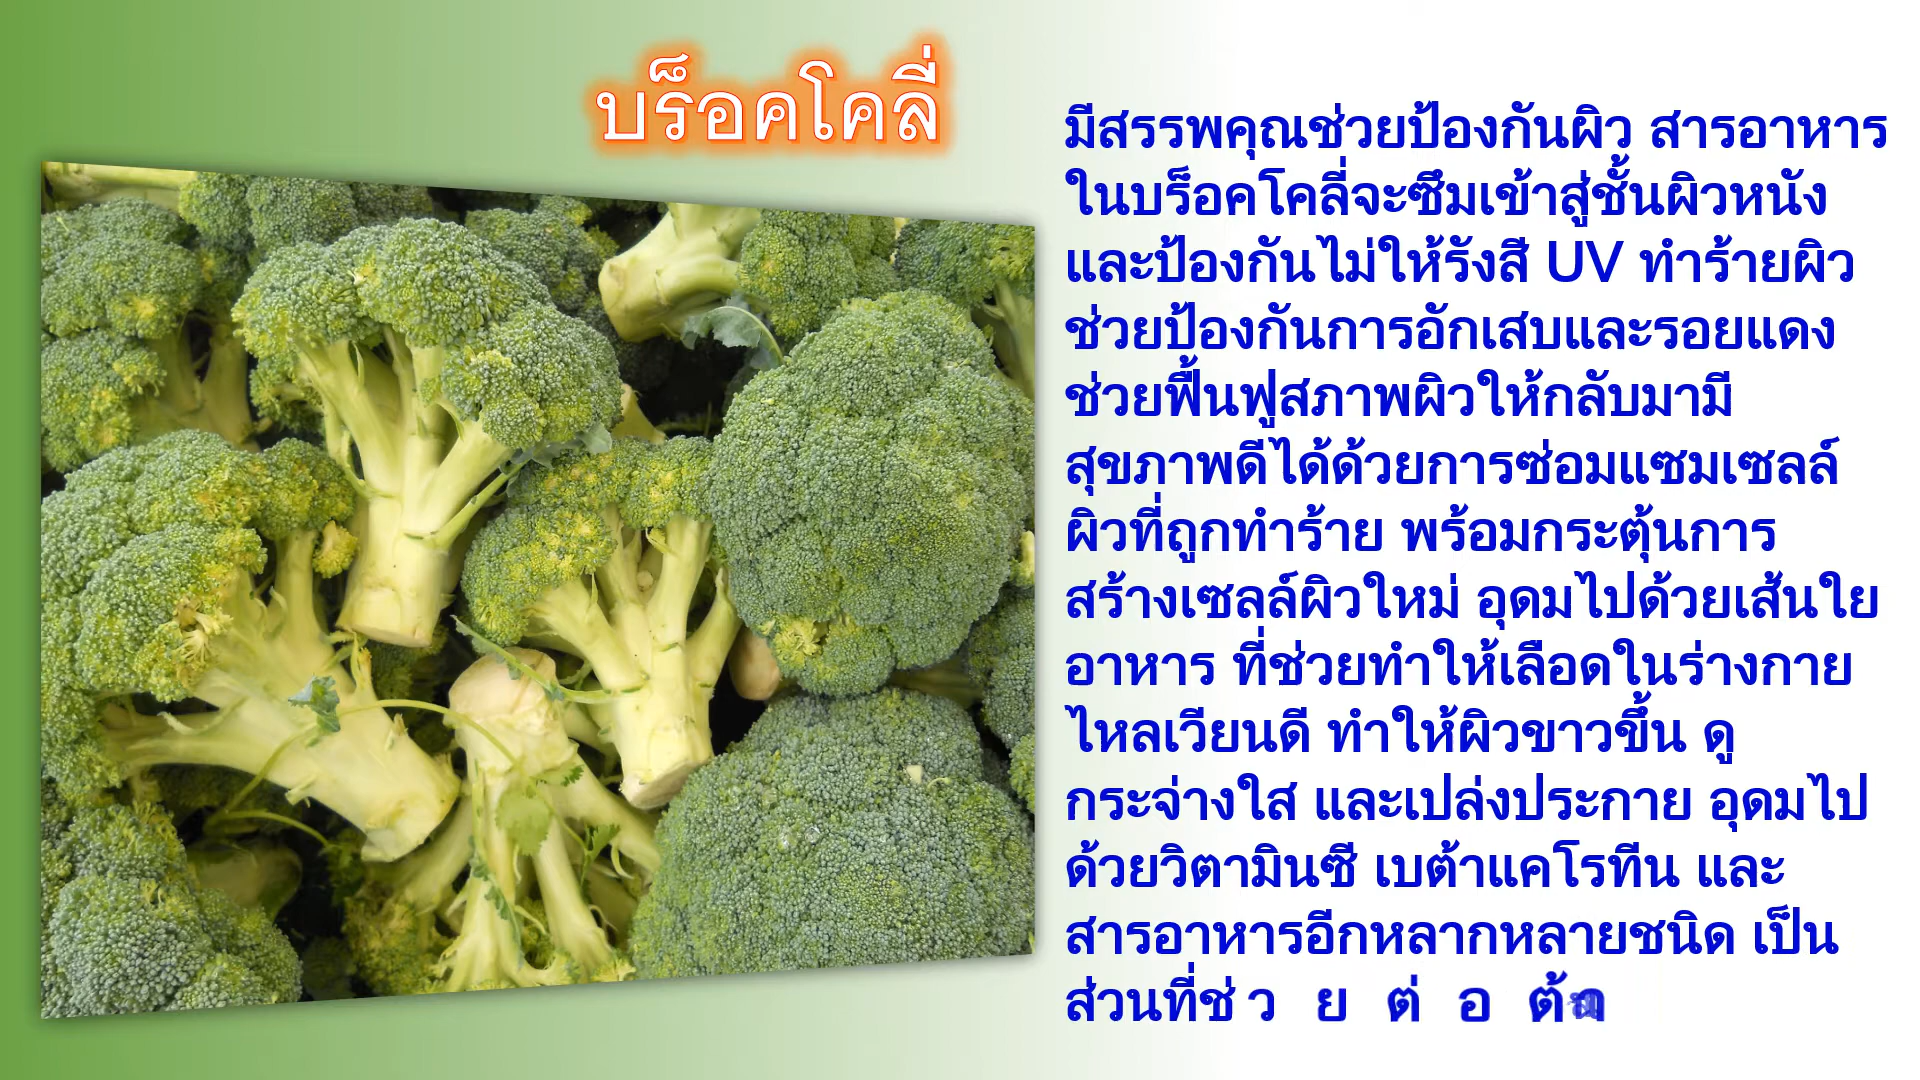 บร็อคโคลี่
มีสรรพคุณช่วยป้องกันผิว สารอาหาร
ในบร็อคโคลี่จะซึมเข้าสู่ชั้นผิวหนัง
และป้องกันไม่ให้รังสี UV ทำร้ายผิว
ช่วยป้องกันการอักเสบและรอยแดง
ช่วยฟื้นฟูสภาพผิวให้กลับมามี
สุขภาพดีได้ด้วยการซ่อมแซมเซลล์
ผิวที่ถูกทำร้าย พร้อมกระตุ้นการ
สร้างเซลล์ผิวใหม่ อุดมไปด้วยเส้นใย
อาหาร ที่ช่วยทำให้เลือดในร่างกาย
ไหลเวียนดี ทำให้ผิวขาวขึ้น ดู
กระจ่างใส และเปล่งประกาย อุดมไป
ด้วยวิตามินซี เบต้าแคโรทีน และ
สารอาหารอีกหลากหลายชนิด เป็น
ส่วนที่ช่วยต่อต้า